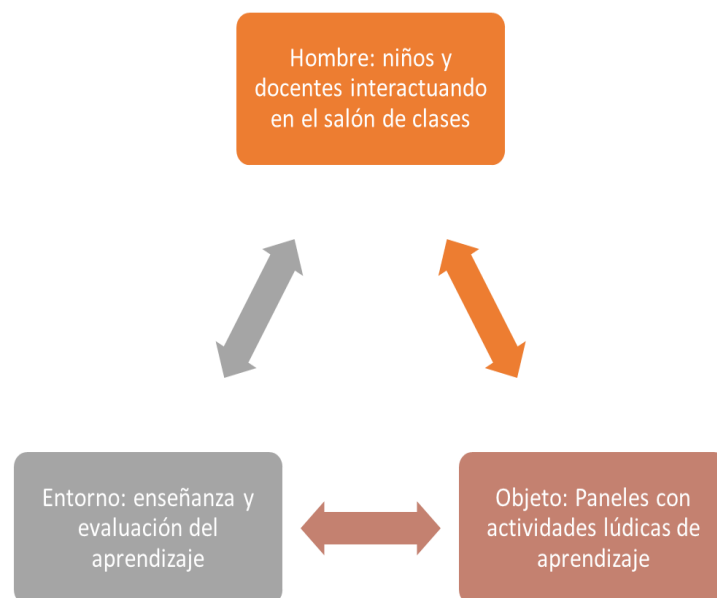 Hombre: niños y
docentes interactuando
en el salón de clases
Entorno: enseñanza y
evaluación del
aprendizaje
Objeto: Paneles con
actividades lúdicas de
aprendizaje